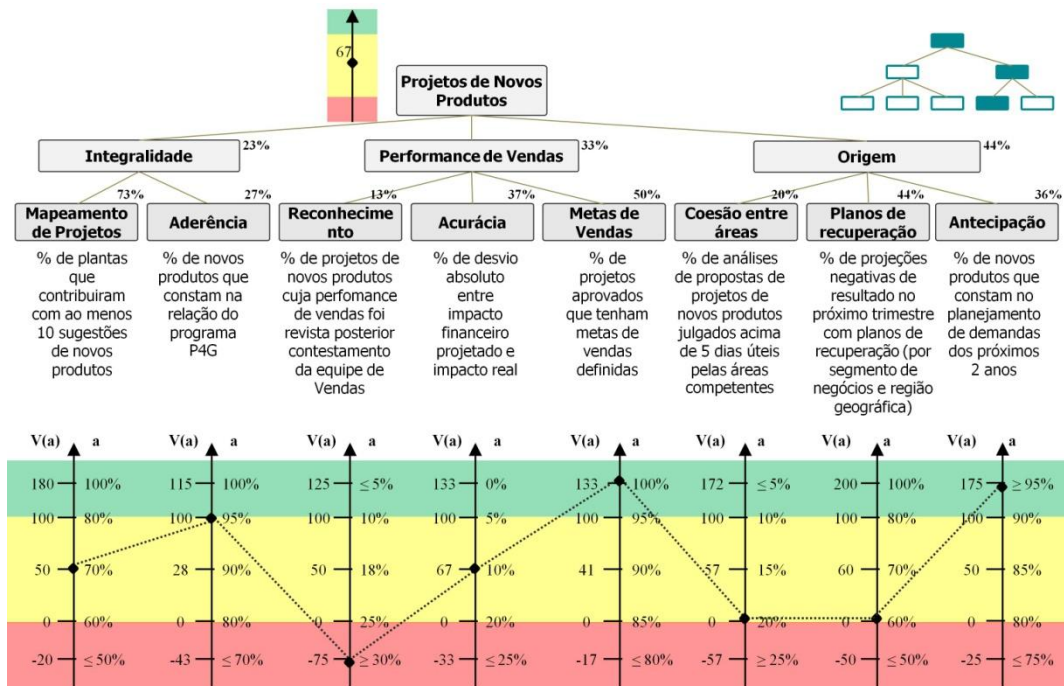 67
Projetos de Novos
Produtos
Integralidade
23%
Performance de Vendas
33%
Origem
44%
73%
27%
13%
37%
50%
20%
44%
36%
Mapeamento
de Projetos
Aderência
Reconhecime
nto
Acurácia
Metas de
Vendas
Coesão entre
áreas
Planos de
recuperação
Antecipação
% de plantas
que
contribuiram
com ao menos
10 sugestões
de novos
produtos
% de novos
produtos que
constam na
relação do
programa
P4G
% de projetos de
novos produtos
cuja perfomance
de vendas foi
revista posterior
contestamento
da equipe de
Vendas
% de desvio
absoluto
entre
impacto
financeiro
projetado e
impacto real
% de
projetos
aprovados
que tenham
metas de
vendas
definidas
% de análises
de propostas de
projetos de
novos produtos
julgados acima
de 5 dias úteis
pelas áreas
competentes
% de projeções
negativas de
resultado no
próximo trimestre
com planos de
recuperação (por
segmento de
negócios e região
geográfica)
% de novos
produtos que
constam no
planejamento
de demandas
dos próximos
2 anos
V(a) a V(a) a V(a) a V(a) a V(a) a V(a) a V(a) a V(a) a
180 100% 115 100% 125 ≤ 5% 133 0% 133 100% 172 ≤ 5% 200 100% 175 ≥ 95%
100 80% 100 95% 100 10% 100 5% 100 95% 100 10% 100 80% 100 90%
50 70% 28 90% 50 18% 67 10% 41 90% 57 15% 60 70% 50 85%
0 60% 0 80% 0 25% 0 20% 0 85% 0 20% 0 60% 0 80%
-20 ≤ 50% -43 ≤ 70% -75 ≥ 30% -33 ≤ 25% -17 ≤ 80% -57 ≥ 25% -50 ≤ 50% -25 ≤ 75%